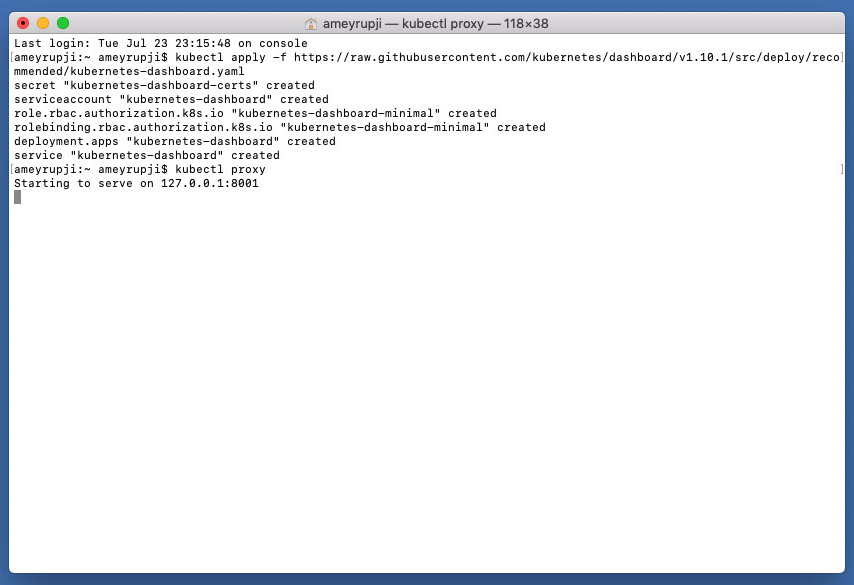 ameyrupji — kubectl proxy — 118×38
Last login: Tue Jul 23 23:15:48 on console
[ameyrupji:~ ameyrupji$ kubectl apply -f https://raw.githubusercontent.com/kubernetes/dashboard/v1.10.1/src/deploy/reco]
mmended/kubernetes-dashboard.yaml
secret "kubernetes-dashboard-certs" created
serviceaccount "kubernetes-dashboard" created
role.rbac.authorization.k8s.io "kubernetes-dashboard-minimal" created
rolebinding.rbac.authorization.k8s.io "kubernetes-dashboard-minimal" created
deployment.apps "kubernetes-dashboard" created
service "kubernetes-dashboard" created
[ameyrupji:~ ameyrupji$ kubectl proxy ]
Starting to serve on 127.0.0.1:8001